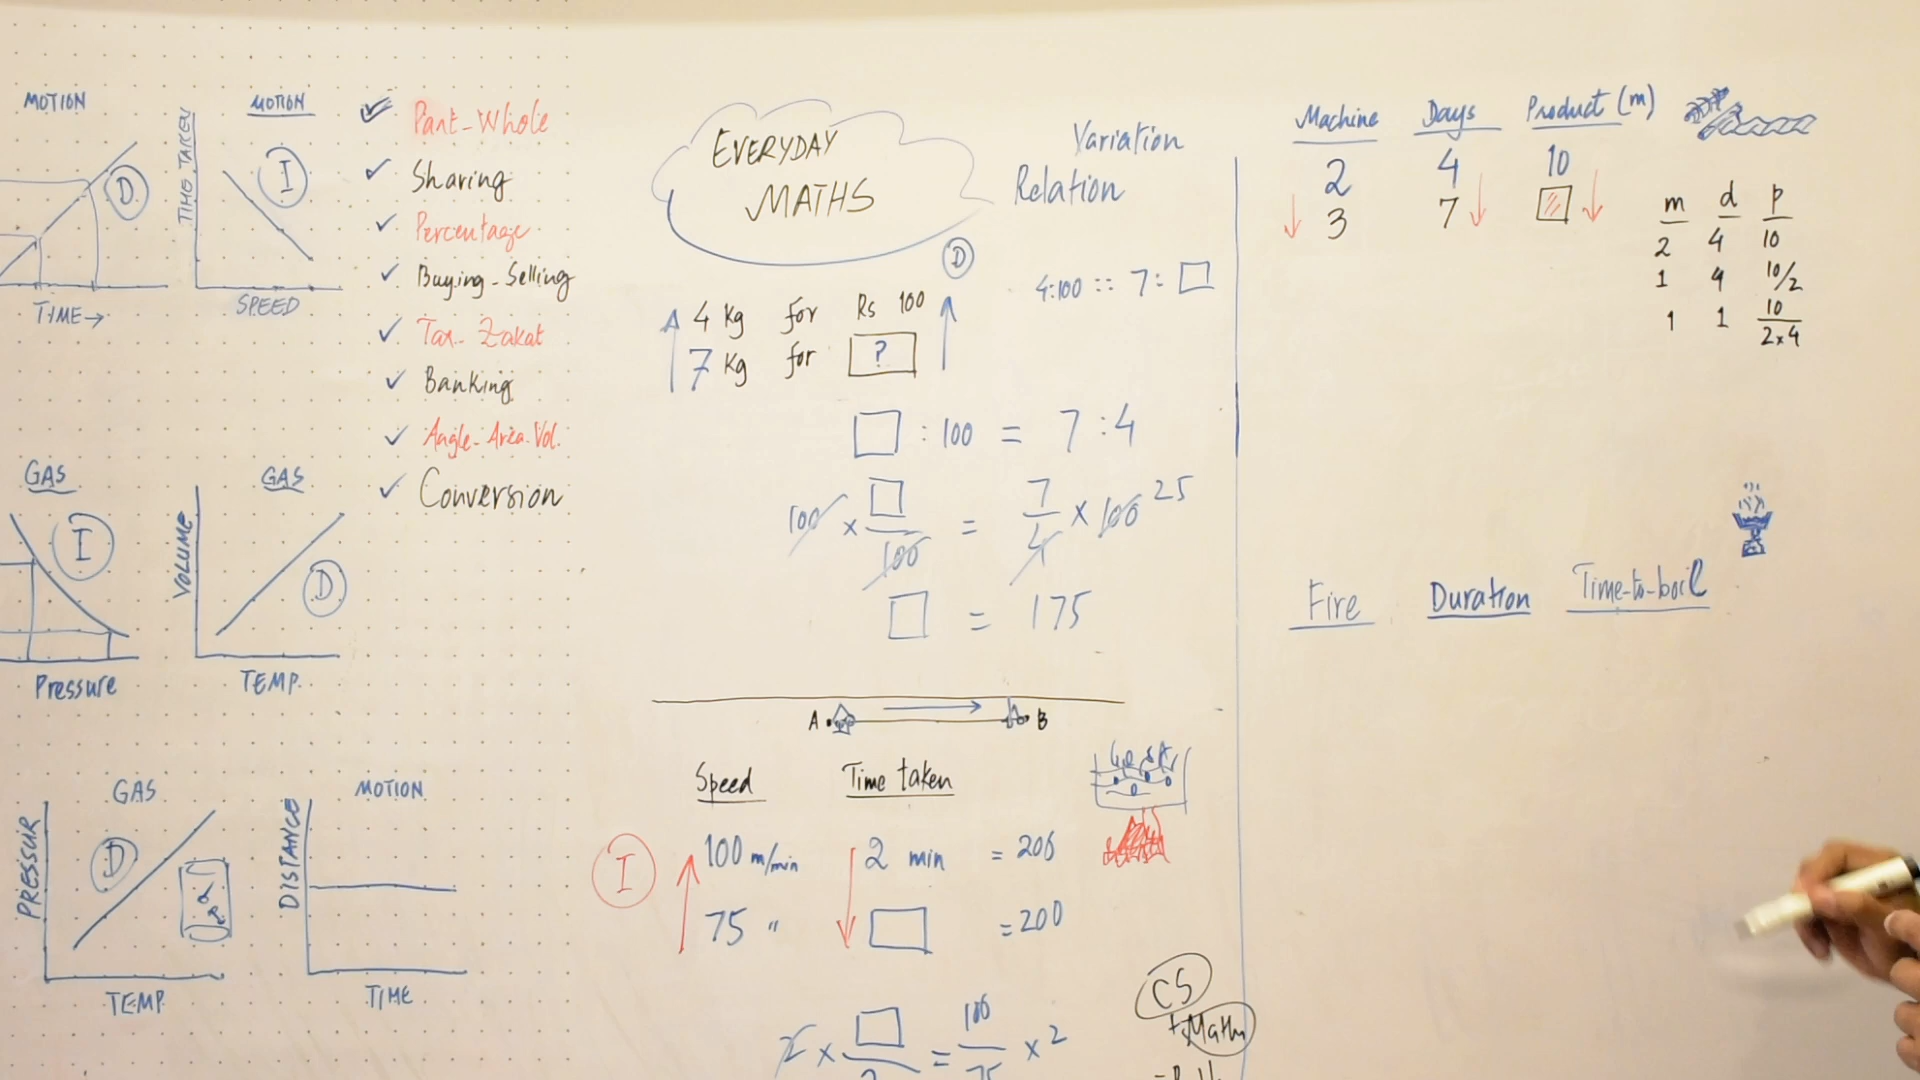 MOTION
D
TIME→
TIME TAKEN
MOTION
I
SPEED
GAS
I
Pressure
VOLUME
GAS
D
TEMP.
GAS
PRESSUR
D
TEMP
MOTION
DISTANCE
TIME
✓ Part-Whole
✓ Sharing
✓ Percentage
✓ Buying-Selling
✓ Tax-Zakat
✓ Banking
✓ Angle-Area-Vol.
✓ Conversion
EVERYDAY
MATHS
Variation
Relation
D
4 Kg for Rs 100
7 Kg for ?
4:100 :: 7: □
□ : 100 = 7 : 4
100 × □/100 = 7/4 × 100 25
□ = 175
A B
Speed Time taken
I
100 m/min 2 min = 200
75 " □ = 200
2 × □/2 = 100/75 × 2
CS
+Maths
Machine Days Product (m)
2 4 10
3 7 □
m d p
2 4 10
1 4 10/2
1 1 10/2×4
Fire Duration Time-to-boil